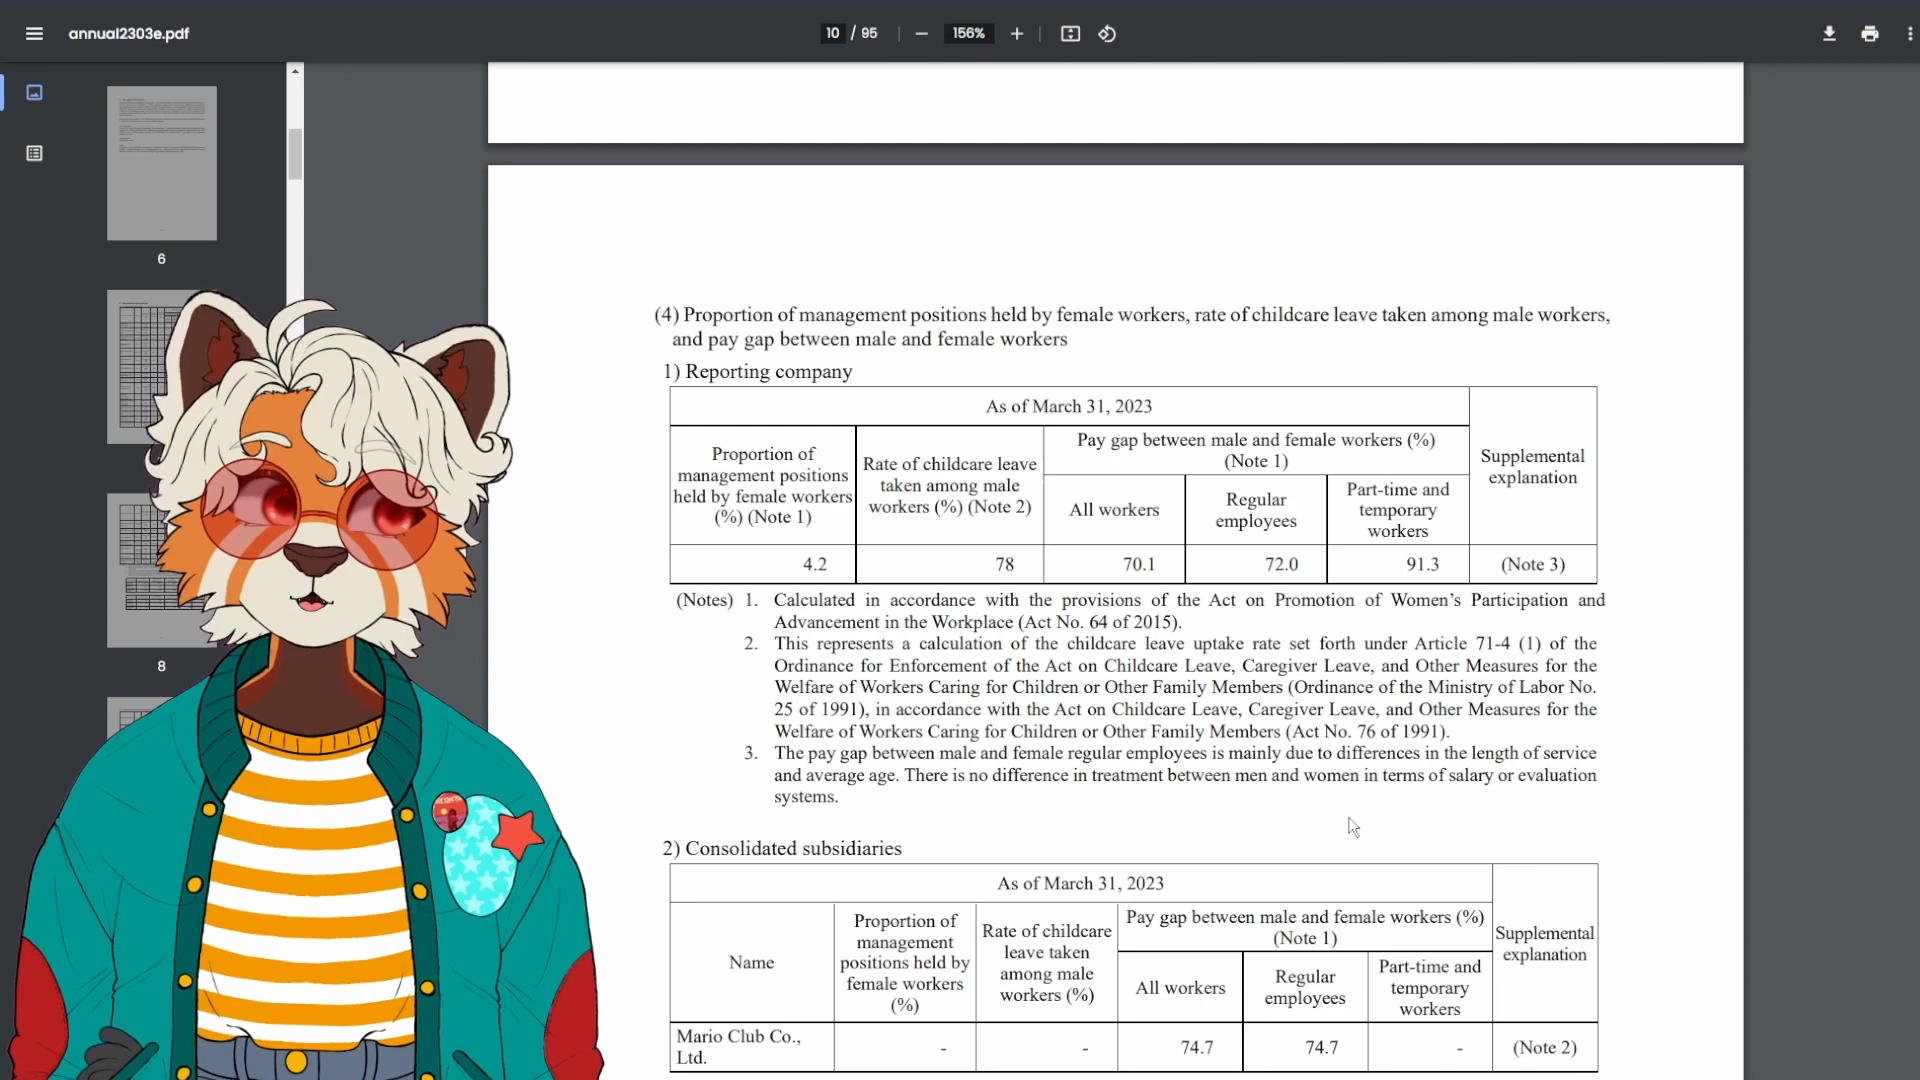 annual2303e.pdf
10 / 95
156%
6
8
(4) Proportion of management positions held by female workers, rate of childcare leave taken among male workers,
and pay gap between male and female workers
1) Reporting company
As of March 31, 2023
Proportion of
management positions
held by female workers
(%) (Note 1)
Rate of childcare leave
taken among male
workers (%) (Note 2)
Pay gap between male and female workers (%)
(Note 1)
All workers
Regular
employees
Part-time and
temporary
workers
Supplemental
explanation
4.2
78
70.1
72.0
91.3
(Note 3)
(Notes) 1. Calculated in accordance with the provisions of the Act on Promotion of Women's Participation and
Advancement in the Workplace (Act No. 64 of 2015).
2. This represents a calculation of the childcare leave uptake rate set forth under Article 71-4 (1) of the
Ordinance for Enforcement of the Act on Childcare Leave, Caregiver Leave, and Other Measures for the
Welfare of Workers Caring for Children or Other Family Members (Ordinance of the Ministry of Labor No.
25 of 1991), in accordance with the Act on Childcare Leave, Caregiver Leave, and Other Measures for the
Welfare of Workers Caring for Children or Other Family Members (Act No. 76 of 1991).
3. The pay gap between male and female regular employees is mainly due to differences in the length of service
and average age. There is no difference in treatment between men and women in terms of salary or evaluation
systems.
2) Consolidated subsidiaries
As of March 31, 2023
Name
Proportion of
management
positions held by
female workers
(%)
Rate of childcare
leave taken
among male
workers (%)
Pay gap between male and female workers (%)
(Note 1)
All workers
Regular
employees
Part-time and
temporary
workers
Supplemental
explanation
Mario Club Co.,
Ltd.
-
-
74.7
74.7
-
(Note 2)